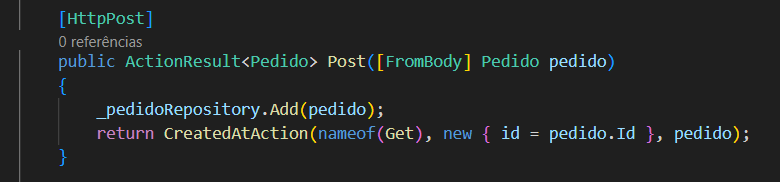 [HttpPost]
0 referências
public ActionResult<Pedido> Post([FromBody] Pedido pedido)
{
_pedidoRepository.Add(pedido);
return CreatedAtAction(nameof(Get), new { id = pedido.Id }, pedido);
}